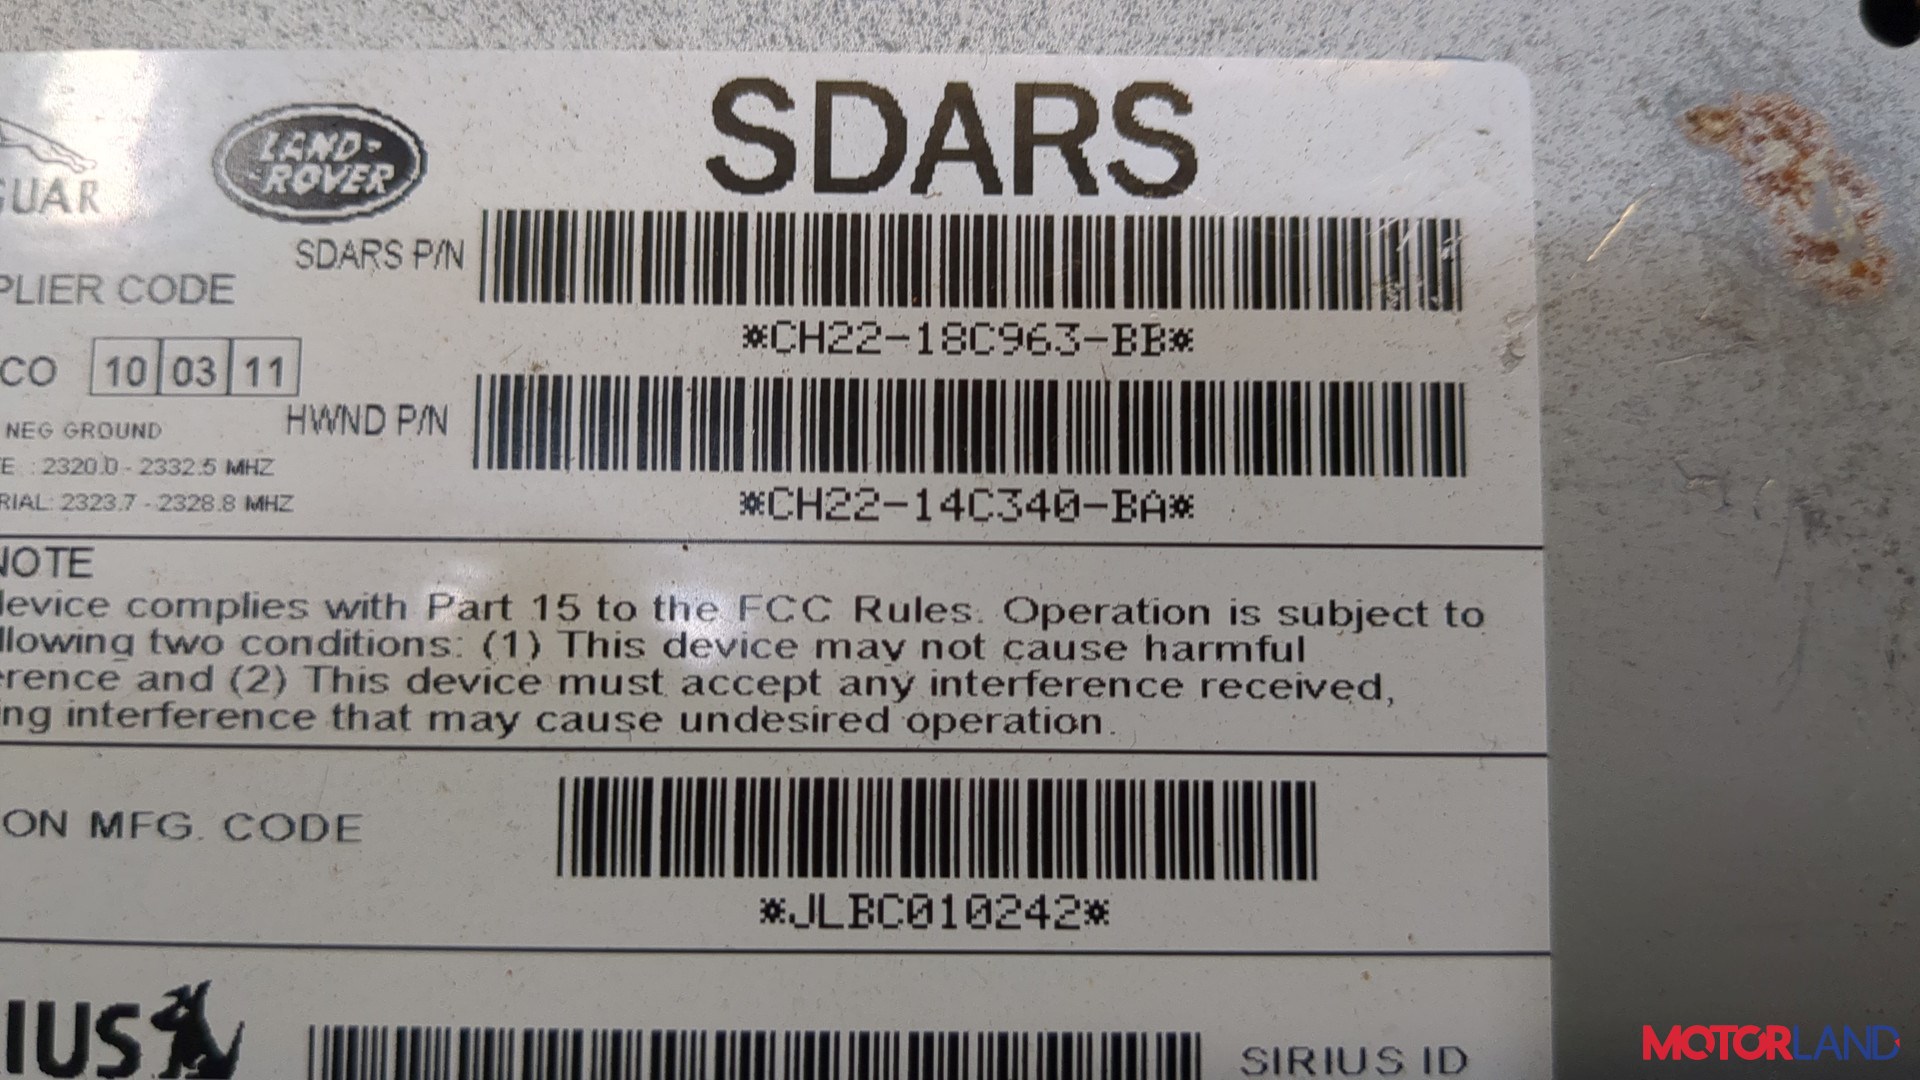 SDARS
GUAR
LAND-
-ROVER
SDARS P/N
*CH22-18C963-BB*
PLIER CODE
CO 10 03 11
HWND P/N
*CH22-14C340-BA*
NEG GROUND
E : 2320.0 - 2332.5 MHZ
RIAL: 2323.7 - 2328.8 MHZ
NOTE
device complies with Part 15 to the FCC Rules. Operation is subject to
llowing two conditions: (1) This device may not cause harmful
erence and (2) This device must accept any interference received,
ing interference that may cause undesired operation.
ON MFG. CODE
*JLBC010242*
IUS
SIRIUS ID
MOTORLAND